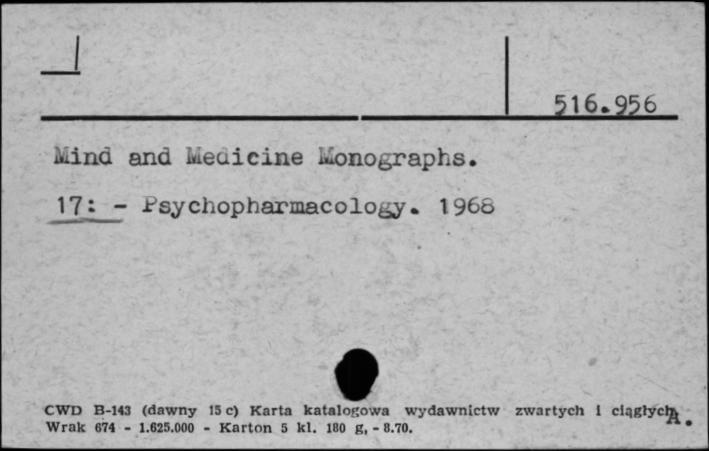 516.956
Mind and Medicine Monographs.
17: - Psychopharmacology. 1968
CWD B-143 (dawny 15 c) Karta katalogowa wydawnictw zwartych i ciągłych
A.
Wrak 674 - 1.625.000 - Karton 5 kl. 180 g, - 8.70.